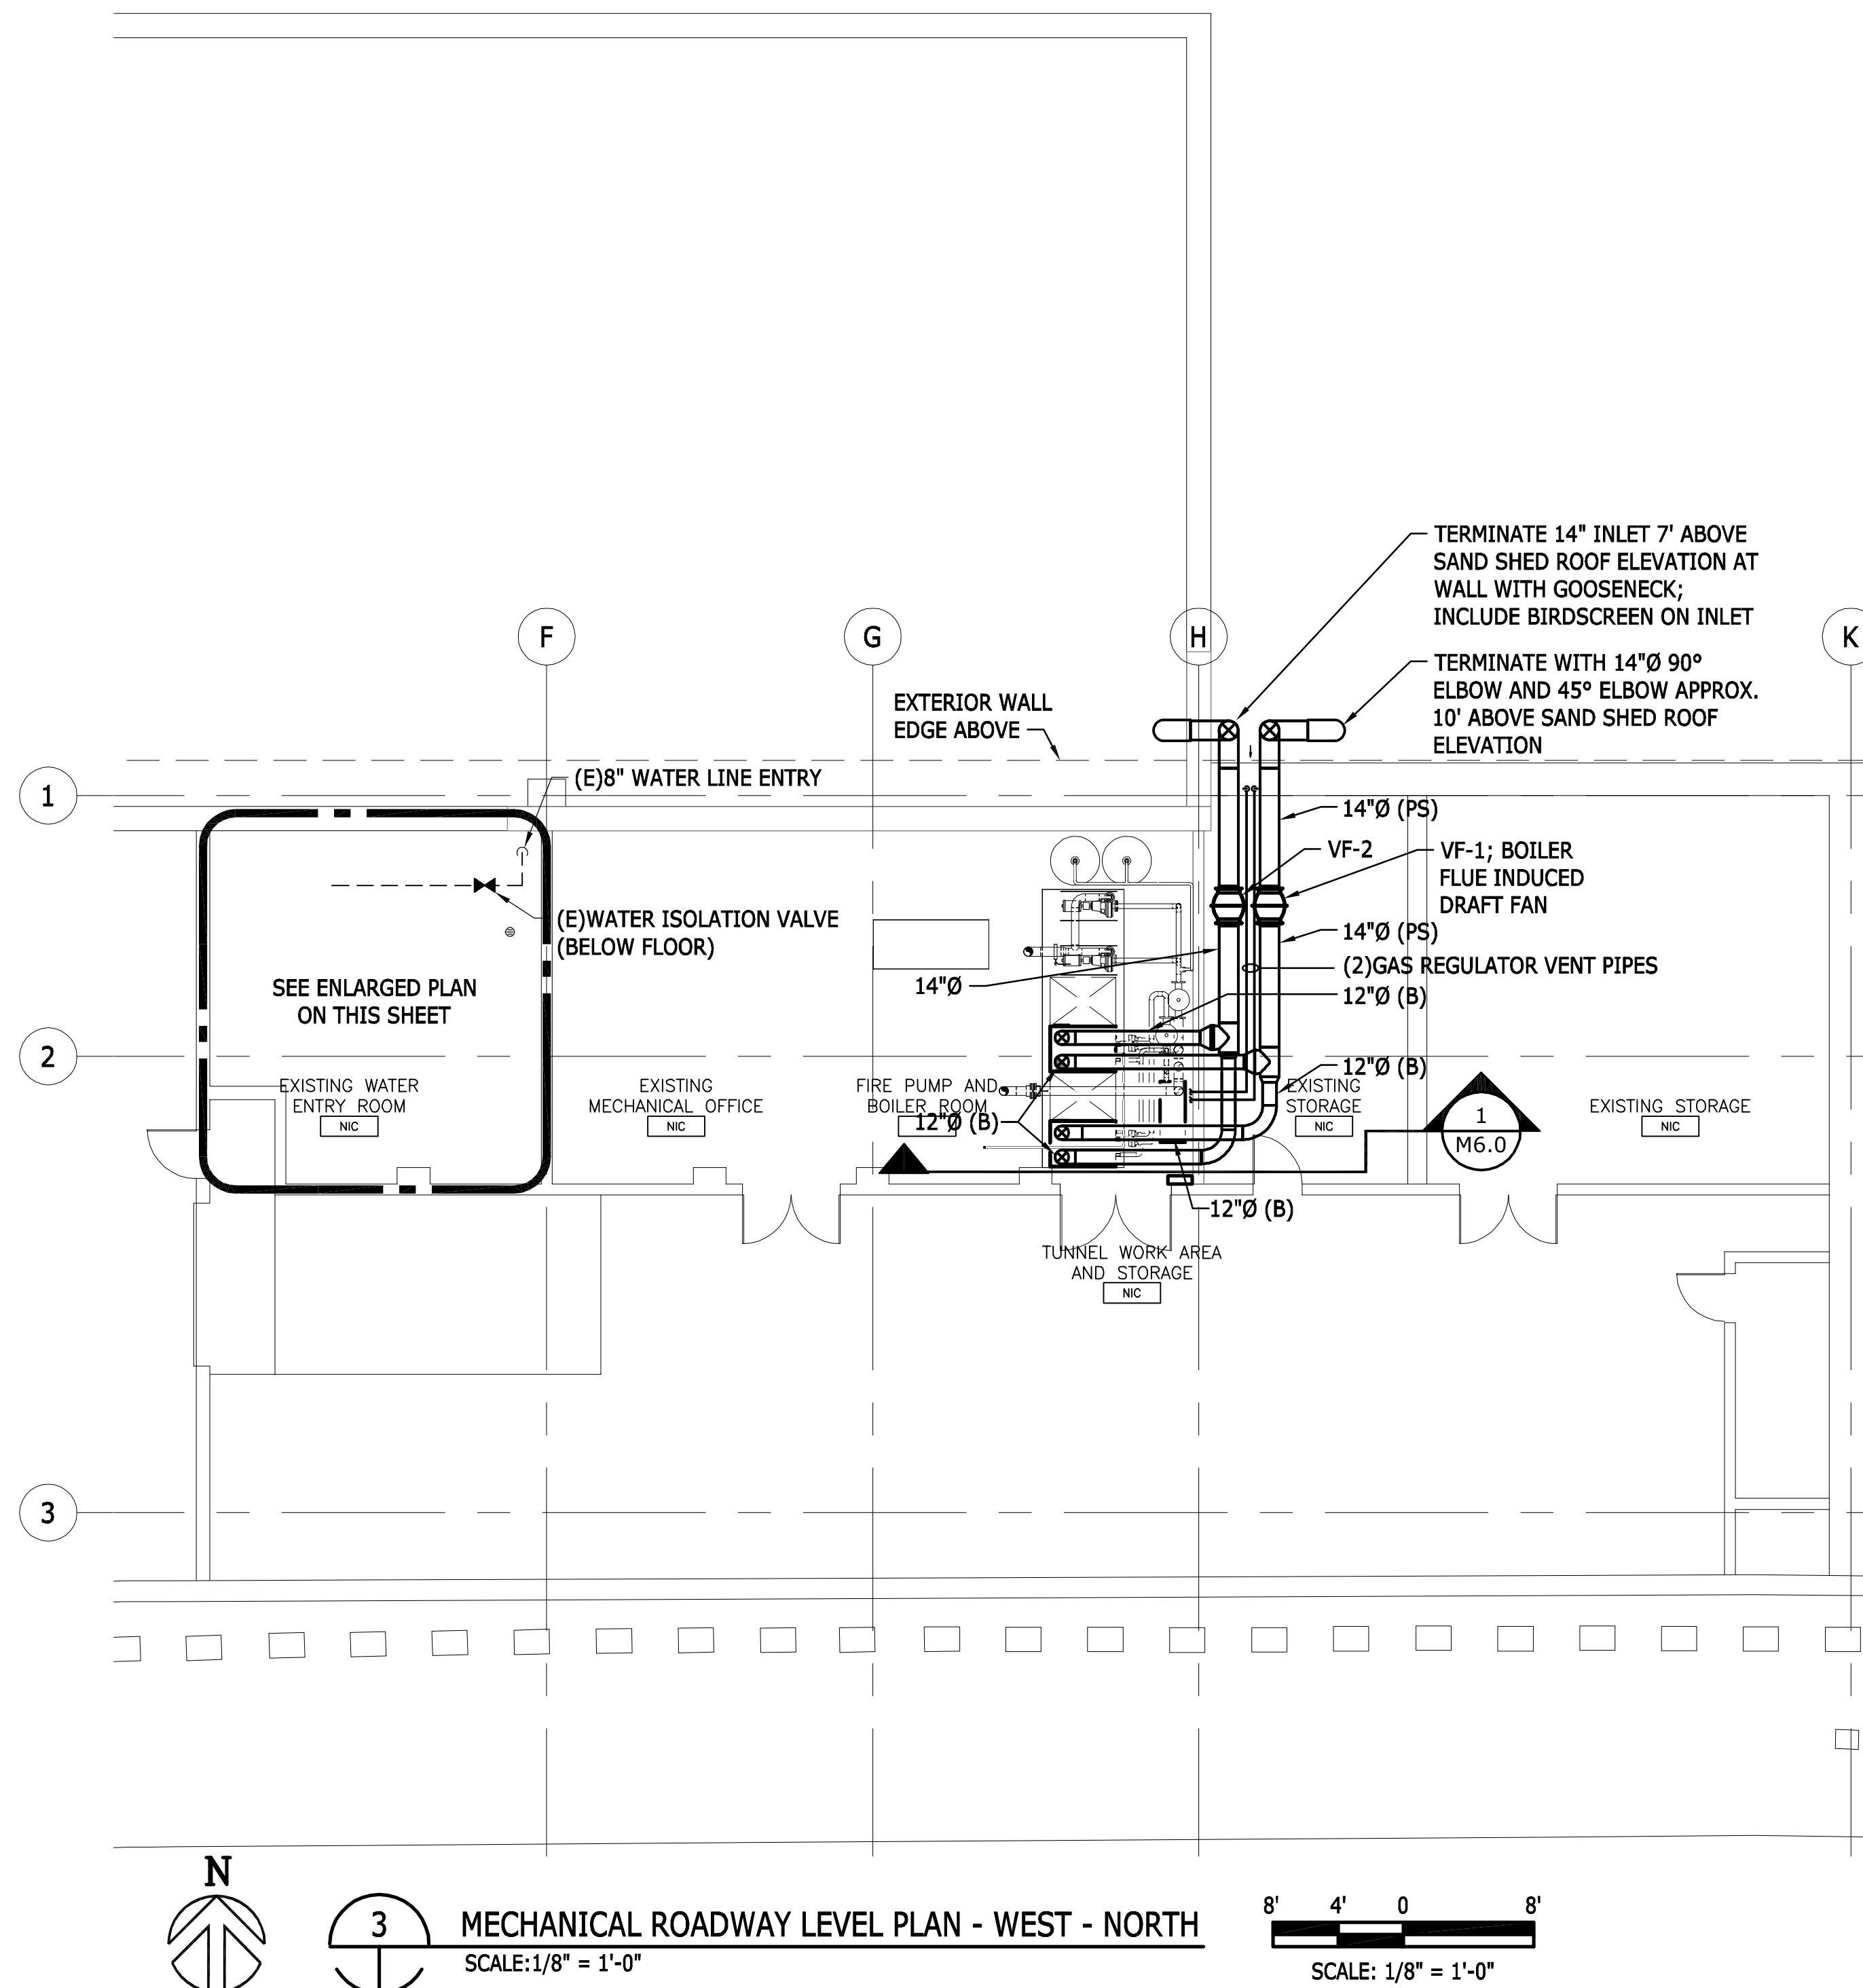 TERMINATE 14" INLET 7' ABOVE
SAND SHED ROOF ELEVATION AT
WALL WITH GOOSENECK;
INCLUDE BIRDSCREEN ON INLET
F
G
H
K
TERMINATE WITH 14"Ø 90°
ELBOW AND 45° ELBOW APPROX.
10' ABOVE SAND SHED ROOF
ELEVATION
EXTERIOR WALL
EDGE ABOVE
1
(E)8" WATER LINE ENTRY
14"Ø (PS)
VF-2
VF-1; BOILER
FLUE INDUCED
DRAFT FAN
(E)WATER ISOLATION VALVE
(BELOW FLOOR)
14"Ø (PS)
(2)GAS REGULATOR VENT PIPES
14"Ø
12"Ø (B)
SEE ENLARGED PLAN
ON THIS SHEET
2
12"Ø (B)
EXISTING WATER
ENTRY ROOM
NIC
EXISTING
MECHANICAL OFFICE
NIC
FIRE PUMP AND
BOILER ROOM
12"Ø (B)
EXISTING
STORAGE
NIC
1
M6.0
EXISTING STORAGE
NIC
12"Ø (B)
TUNNEL WORK AREA
AND STORAGE
NIC
3
N
3
MECHANICAL ROADWAY LEVEL PLAN - WEST - NORTH
SCALE:1/8" = 1'-0"
8' 4' 0 8'
SCALE: 1/8" = 1'-0"